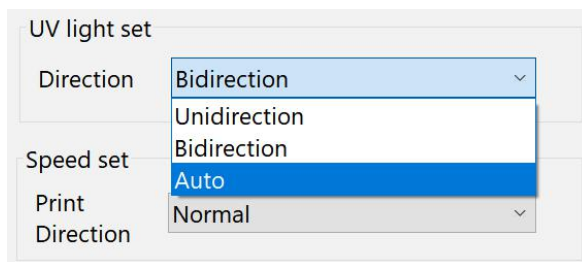 UV light set
Direction Bidirection
Unidirection
Bidirection
Speed set
Auto
Print
Direction Normal